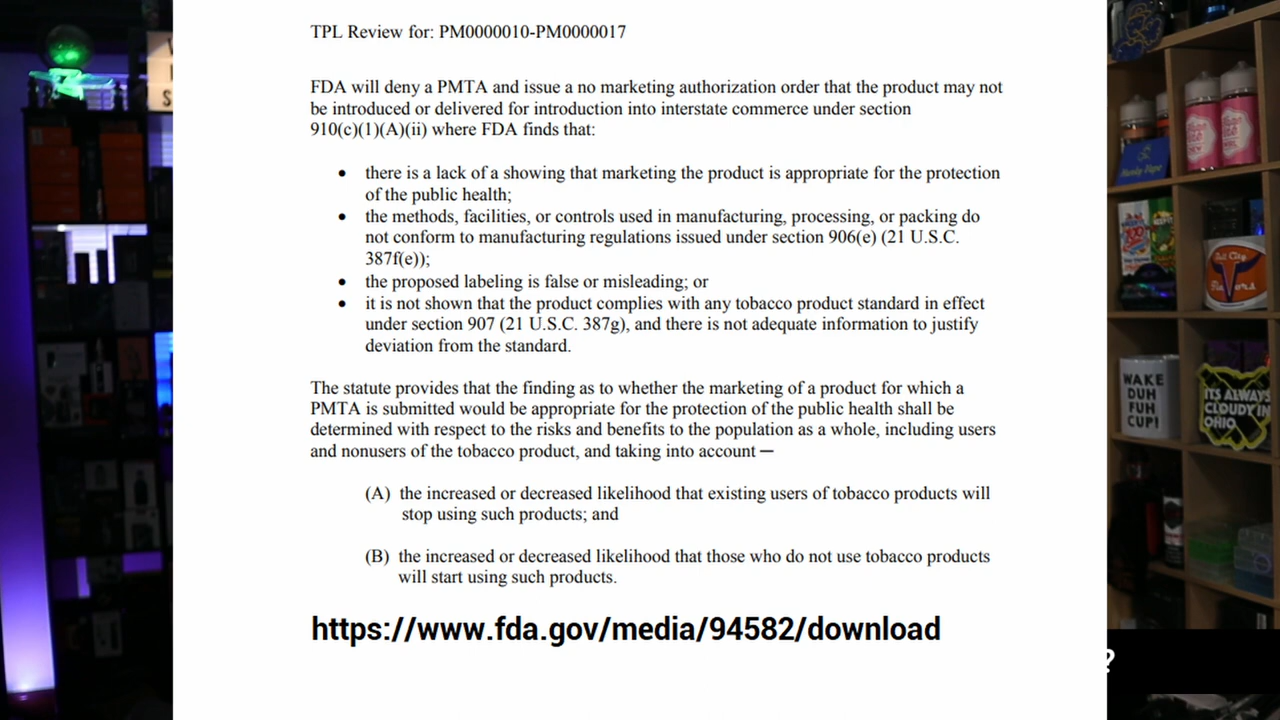 TPL Review for: PM0000010-PM0000017
FDA will deny a PMTA and issue a no marketing authorization order that the product may not
be introduced or delivered for introduction into interstate commerce under section
910(c)(1)(A)(ii) where FDA finds that:
• there is a lack of a showing that marketing the product is appropriate for the protection
of the public health;
• the methods, facilities, or controls used in manufacturing, processing, or packing do
not conform to manufacturing regulations issued under section 906(e) (21 U.S.C.
387f(e));
• the proposed labeling is false or misleading; or
• it is not shown that the product complies with any tobacco product standard in effect
under section 907 (21 U.S.C. 387g), and there is not adequate information to justify
deviation from the standard.
The statute provides that the finding as to whether the marketing of a product for which a
PMTA is submitted would be appropriate for the protection of the public health shall be
determined with respect to the risks and benefits to the population as a whole, including users
and nonusers of the tobacco product, and taking into account —
(A) the increased or decreased likelihood that existing users of tobacco products will
stop using such products; and
(B) the increased or decreased likelihood that those who do not use tobacco products
will start using such products.
https://www.fda.gov/media/94582/download
?
WAKE
DUH
FUH
CUP!
ITS ALWAYS
CLOUDY IN
OHIO